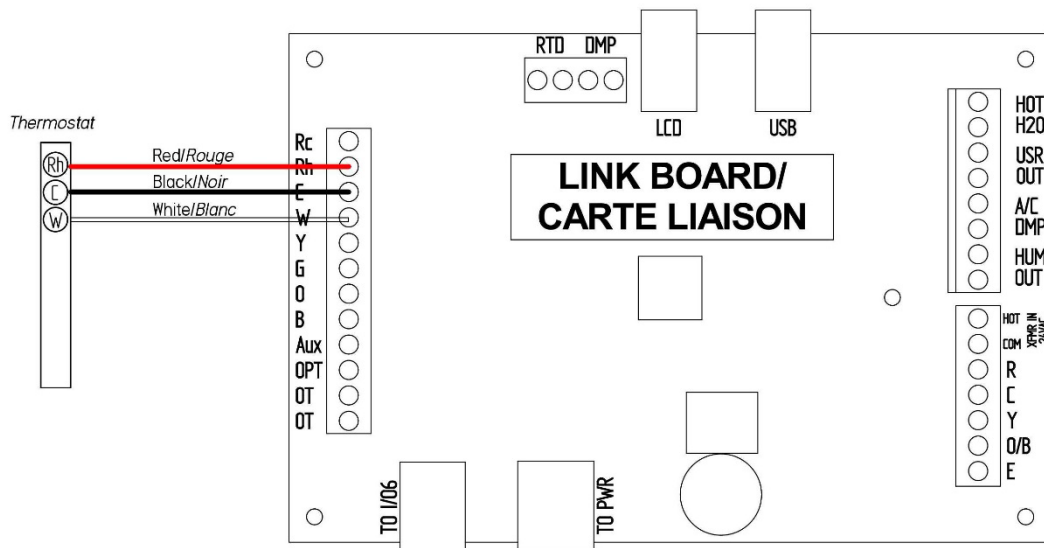 RTD DMP
LCD
USB
Thermostat
Rh
C
W
Red/Rouge
Black/Noir
White/Blanc
Rc
Rh
C
W
Y
G
O
B
Aux
OPT
OT
OT
LINK BOARD/
CARTE LIAISON
HOT
H20
USR
OUT
A/C
DMP
HUM
OUT
HOT
COM
XFMR IN
24VAC
R
C
Y
O/B
E
TO I/O6
TO PWR